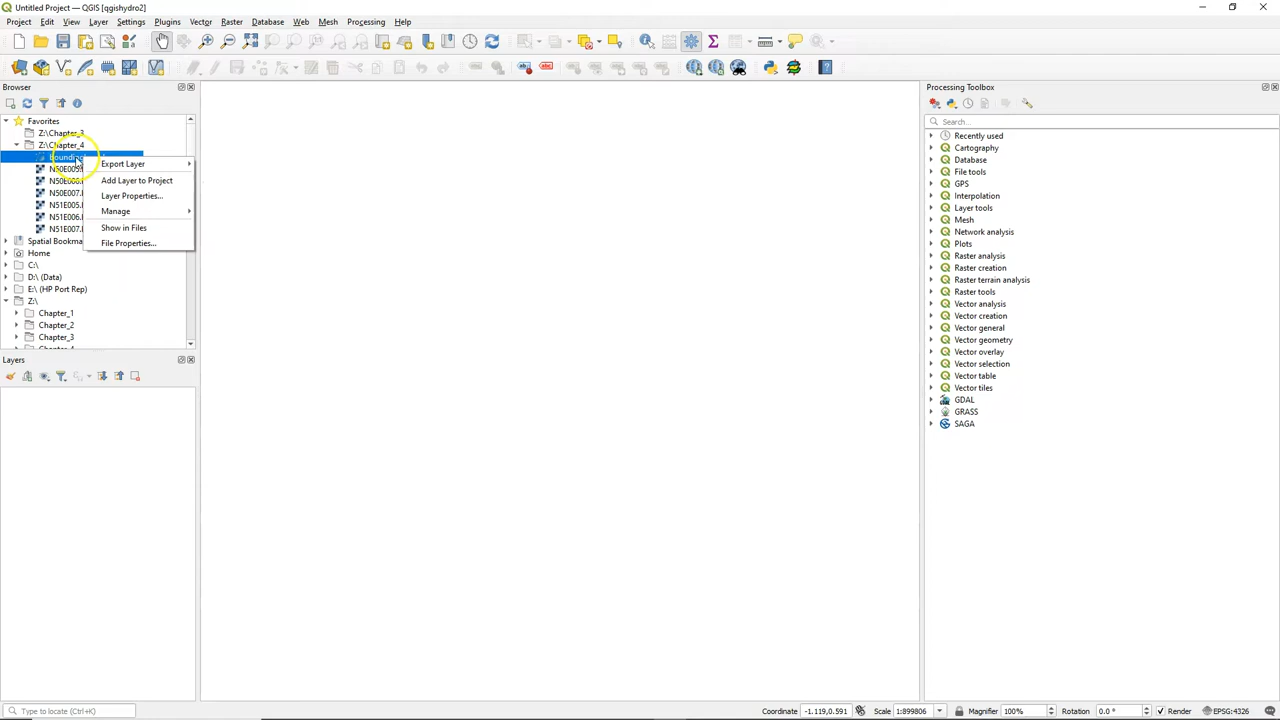 Untitled Project — QGIS [qgishydro2]
Project Edit View Layer Settings Plugins Vector Raster Database Web Mesh Processing Help
Browser
Favorites
Z:\Chapter_3
Z:\Chapter_4
Export Layer
Add Layer to Project
Layer Properties...
Manage
Show in Files
File Properties...
N50E007.
N51E005.
N51E006.
N51E007.
Spatial Bookma
Home
C:\
D:\ (Data)
E:\ (HP Port Rep)
Z:\
Chapter_1
Chapter_2
Chapter_3
Layers
Processing Toolbox
Search...
Recently used
Cartography
Database
File tools
GPS
Interpolation
Layer tools
Mesh
Network analysis
Plots
Raster analysis
Raster creation
Raster terrain analysis
Raster tools
Vector analysis
Vector creation
Vector general
Vector geometry
Vector overlay
Vector selection
Vector table
Vector tiles
GDAL
GRASS
SAGA
Type to locate (Ctrl+K)
Coordinate -1.119,0.591 Scale 1:899806 Magnifier 100% Rotation 0.0 ° Render EPSG:4326